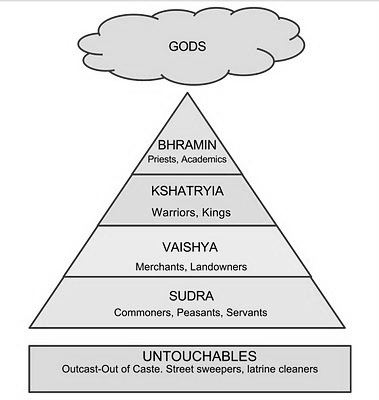 GODS
BHRAMIN
Priests, Academics
KSHATRYIA
Warriors, Kings
VAISHYA
Merchants, Landowners
SUDRA
Commoners, Peasants, Servants
UNTOUCHABLES
Outcast-Out of Caste. Street sweepers, latrine cleaners